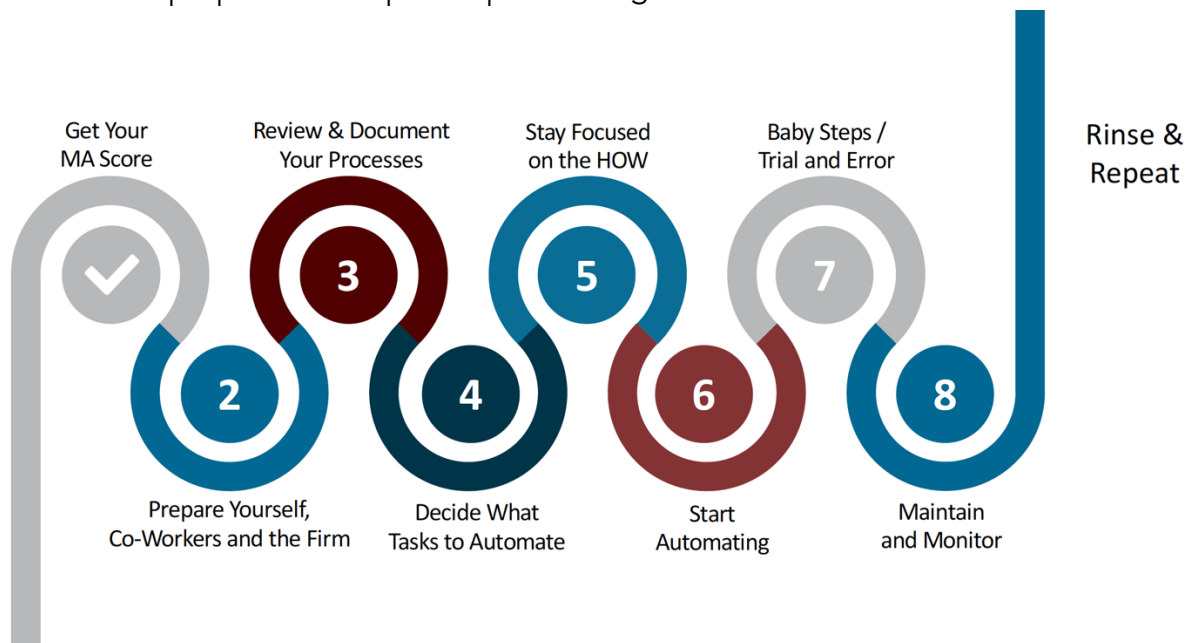 Get Your
MA Score
Review & Document
Your Processes
Stay Focused
on the HOW
Baby Steps /
Trial and Error
Rinse &
Repeat
3
5
7
2
4
6
8
Prepare Yourself,
Co-Workers and the Firm
Decide What
Tasks to Automate
Start
Automating
Maintain
and Monitor